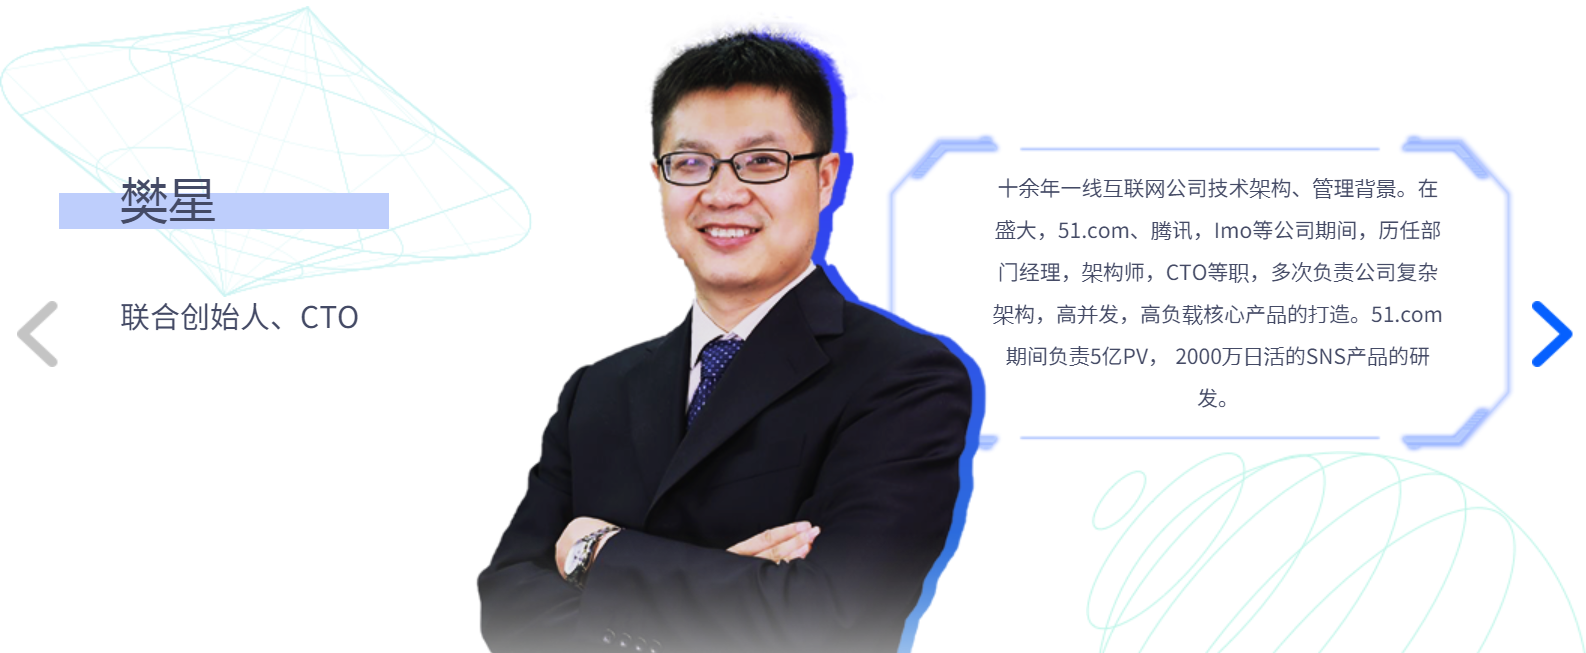 樊星
联合创始人、CTO
十余年一线互联网公司技术架构、管理背景。在
盛大，51.com、腾讯，Imo等公司期间，历任部
门经理，架构师，CTO等职，多次负责公司复杂
架构，高并发，高负载核心产品的打造。51.com
期间负责5亿PV， 2000万日活的SNS产品的研
发。